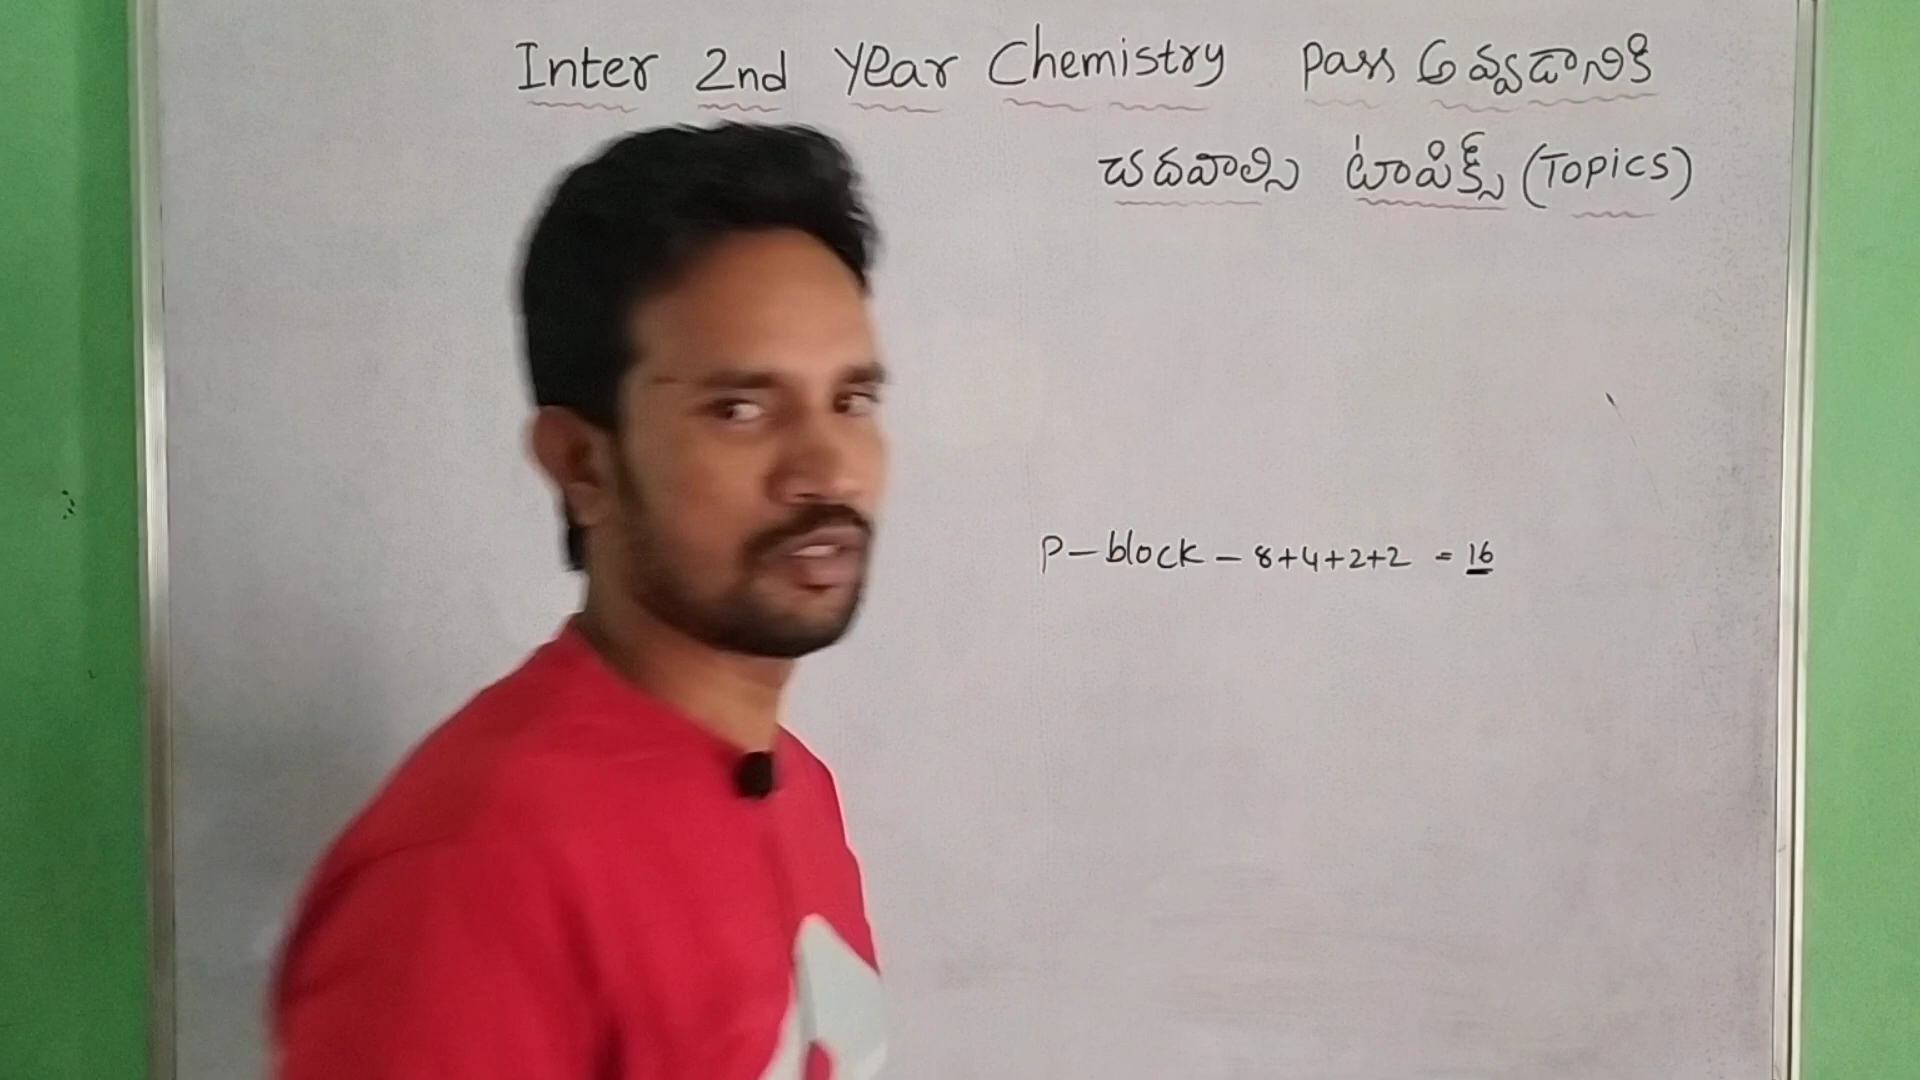 Inter 2nd Year Chemistry Pass అవ్వడానికి
చదవాల్సి టాపిక్స్ (Topics)
P-block - 8+4+2+2 = 16